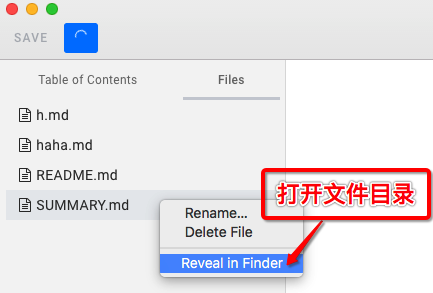 SAVE
Table of Contents Files
h.md
haha.md
README.md
SUMMARY.md
Rename...
Delete File
Reveal in Finder
打开文件目录